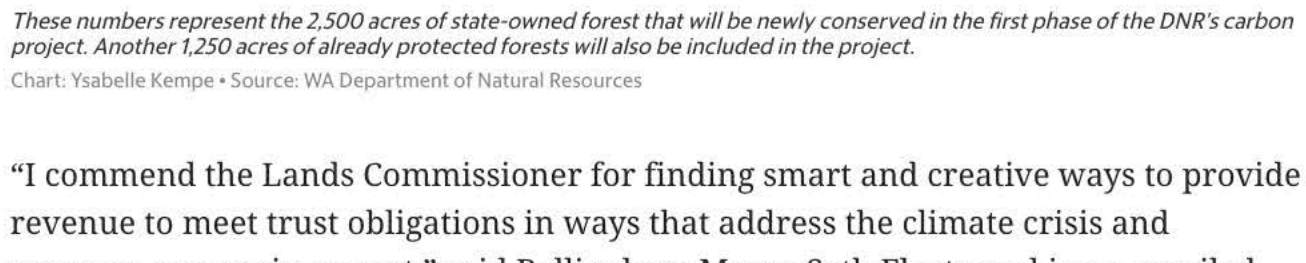 These numbers represent the 2,500 acres of state-owned forest that will be newly conserved in the first phase of the DNR's carbon
project. Another 1,250 acres of already protected forests will also be included in the project.
Chart: Ysabelle Kempe • Source: WA Department of Natural Resources
“I commend the Lands Commissioner for finding smart and creative ways to provide
revenue to meet trust obligations in ways that address the climate crisis and